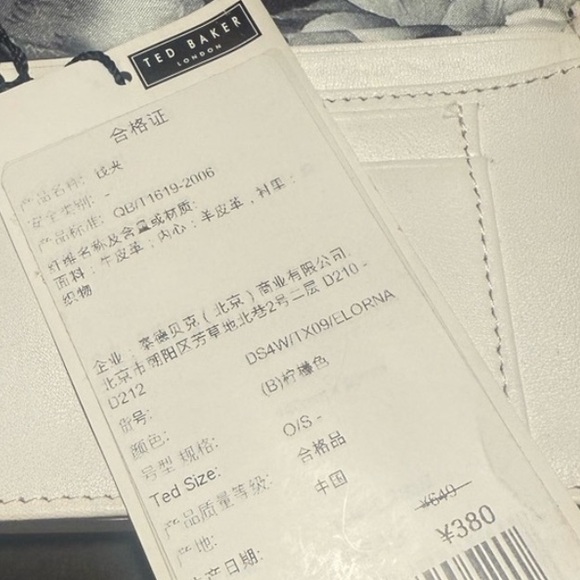 TED BAKER
LONDON
合格证
产品名称: 钱夹
安全类别: -
产品标准: QB/T1619-2006
纤维名称及含量或材质:
面料：牛皮革；内心：羊皮革，衬里：
织物
企业：泰德贝克（北京）商业有限公司
北京市朝阳区芳草地北巷2号二层 D210-
D212
货号: DS4W/TX09/ELORNA
颜色: (B)柠檬色
号型 规格:
Ted Size: O/S -
产品质量等级: 合格品
产地: 中国
生产日期:
¥649
¥380